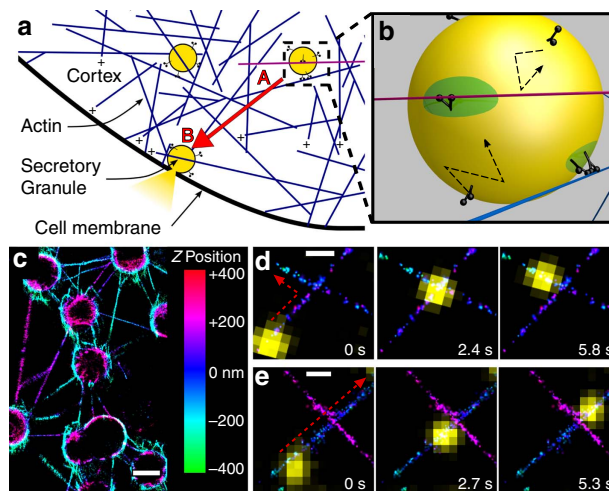 a
Cortex
A
Actin
B
Secretory
Granule
Cell membrane
+
+
+
+
+
+
b
c
Z Position
+400
+200
0 nm
−200
−400
d
0 s
2.4 s
5.8 s
e
0 s
2.7 s
5.3 s